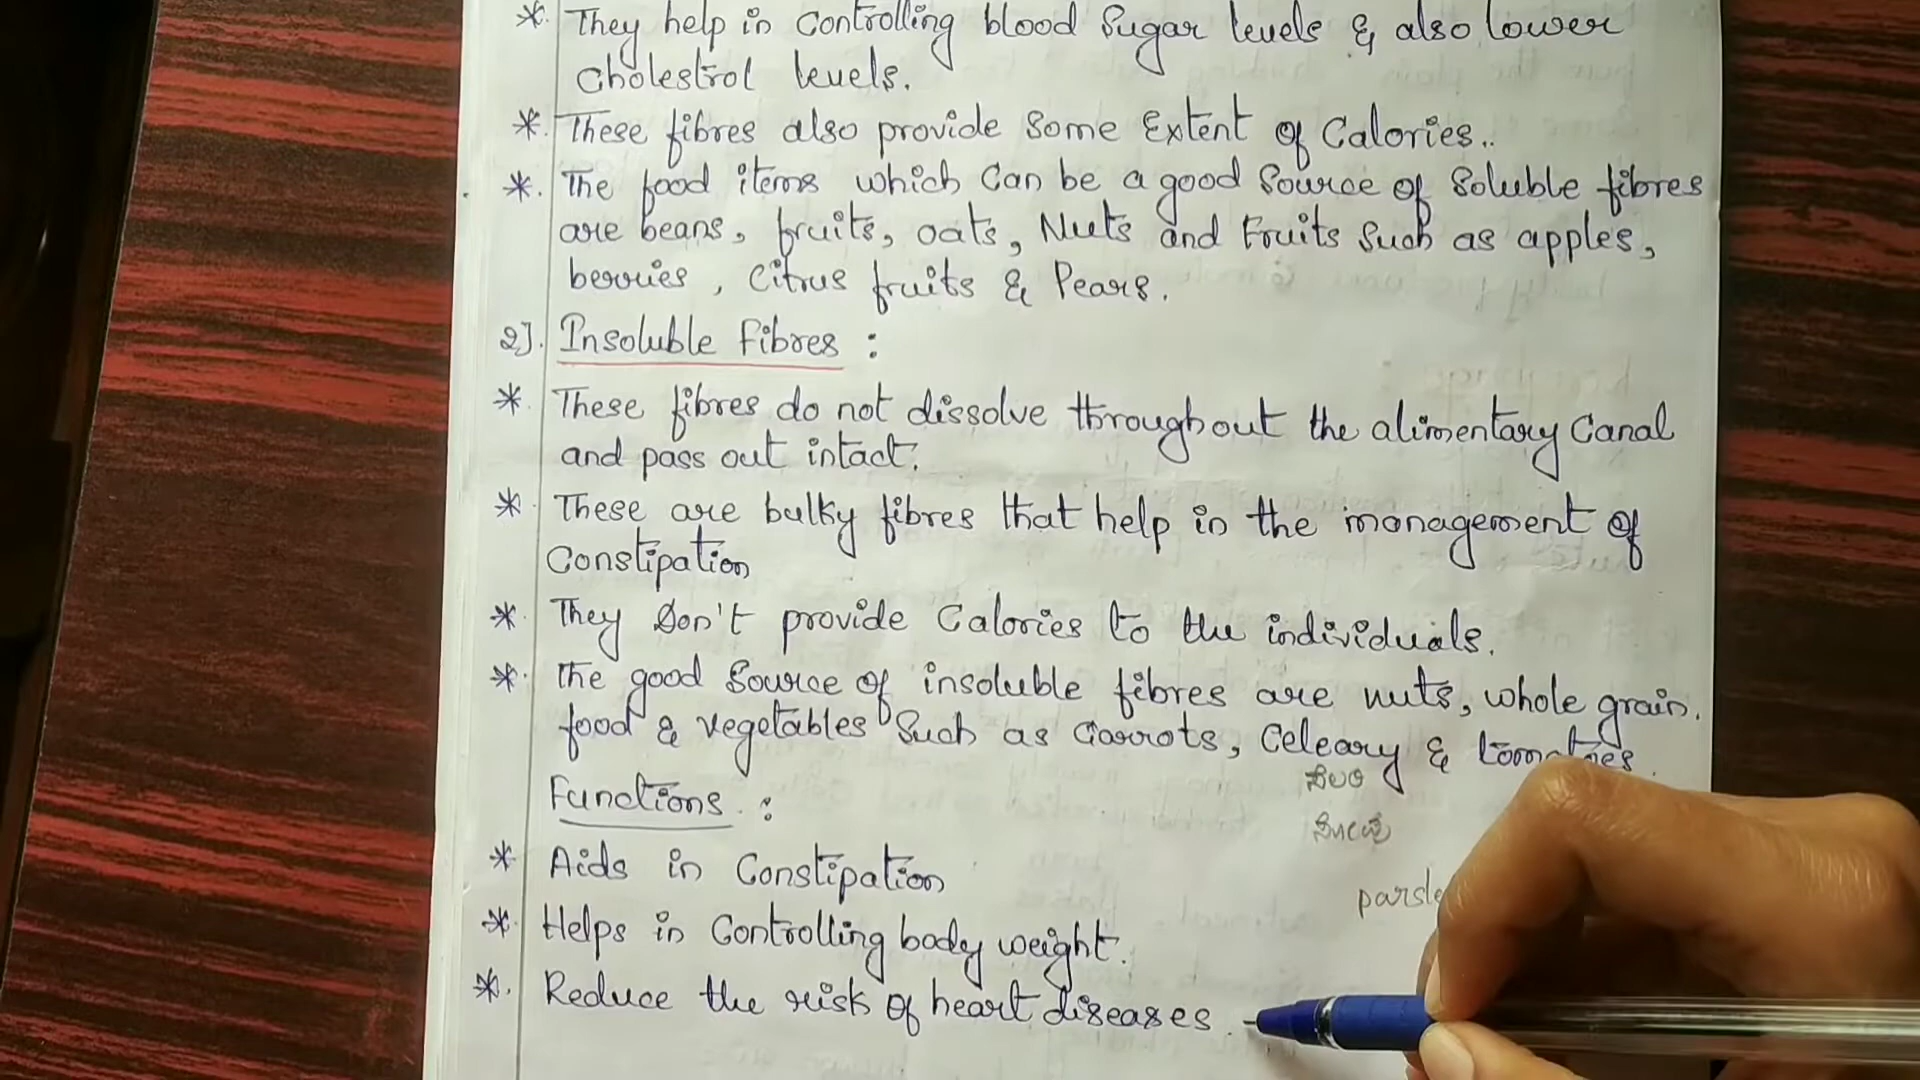 * They help in controlling blood sugar levels & also lower
cholestrol levels.
* These fibres also provide some Extent of Calories..
* The food items which can be a good source of soluble fibres
are beans, fruits, oats, Nuts and Fruits such as apples,
berries, citrus fruits & Pears.
2]. Insoluble Fibres :
* These fibres do not dissolve throughout the alimentary canal
and pass out intact.
* These are bulky fibres that help in the management of
Constipation
* They Don't provide Calories to the individuals.
* The good source of insoluble fibres are nuts, whole grain.
food & vegetables such as Carrots, Celeary &
Functions :
* Aids in Constipation
* Helps in Controlling body weight.
* Reduce the risk of heart diseases.